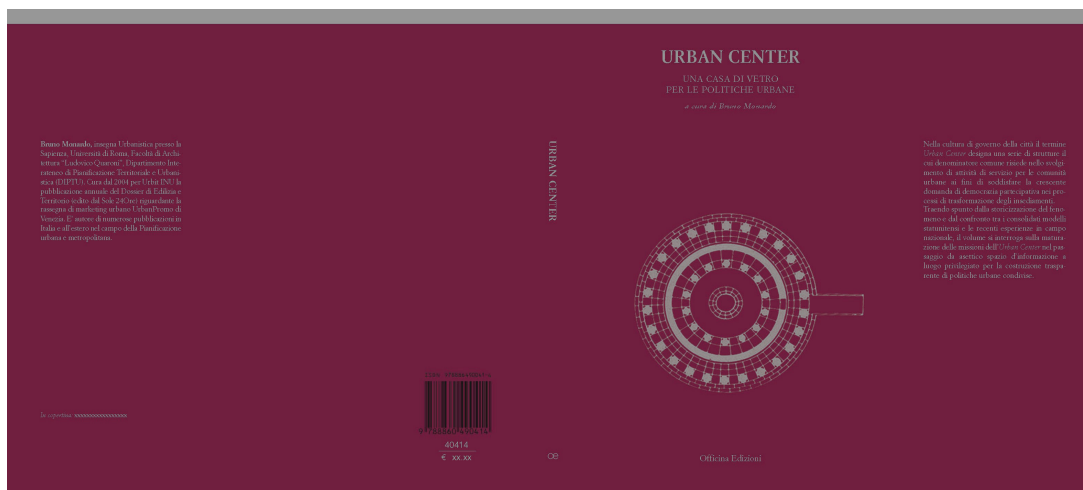 Bruno Monardo, insegna Urbanistica presso la
Sapienza, Università di Roma, Facoltà di Archi-
tettura "Ludovico Quaroni", Dipartimento Inte-
rateneo di Pianificazione Territoriale e Urbani-
stica (DIPTU). Cura dal 2004 per Urbit INU la
pubblicazione annuale del Dossier di Edilizia e
Territorio (edito dal Sole 24Ore) riguardante la
rassegna di marketing urbano UrbanPromo di
Venezia. E' autore di numerose pubblicazioni in
Italia e all'estero nel campo della Pianificazione
urbana e metropolitana.
In copertina: xxxxxxxxxxxxxxxxx
40414
€ xx.xx
URBAN CENTER
œ
URBAN CENTER
UNA CASA DI VETRO
PER LE POLITICHE URBANE
a cura di Bruno Monardo
Officina Edizioni
Nella cultura di governo della città il termine
Urban Center designa una serie di strutture il
cui denominatore comune risiede nello svolgi-
mento di attività di servizio per le comunità
urbane ai fini di soddisfare la crescente
domanda di democrazia partecipativa nei pro-
cessi di trasformazione degli insediamenti.
Traendo spunto dalla storicizzazione del feno-
meno e dal confronto tra i consolidati modelli
statunitensi e le recenti esperienze in campo
nazionale, il volume si interroga sulla matura-
zione delle missioni dell'Urban Center nel pas-
saggio da asettico spazio d'informazione a
luogo privilegiato per la costruzione traspa-
rente di politiche urbane condivise.